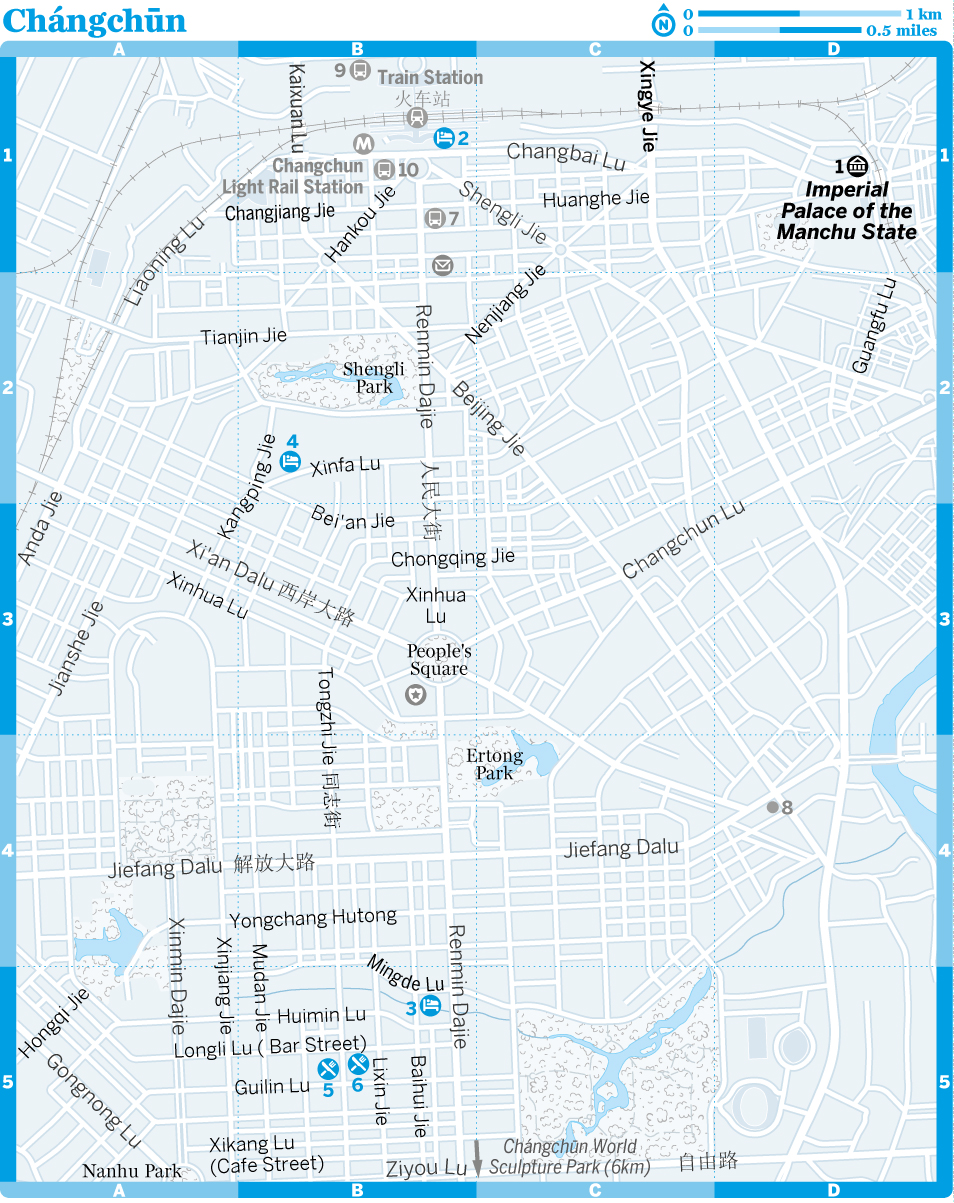 Chángchūn
N
0 1 km
0 0.5 miles
A B C D
9
Train Station
火车站
Kaixuan Lu
Xingye Jie
2
M
1
1
Changchun
Light Rail Station
10
Changbai Lu
1
Imperial
Palace of the
Manchu State
Huanghe Jie
Shengli Jie
Changjiang Jie
Hankou Jie
7
Liaoning Lu
Nenjiang Jie
Guangfu Lu
Renmin Dajie
Tianjin Jie
Shengli
Park
2
2
Beijing Jie
4
Kangping Jie
Xinfa Lu
人民大街
Anda Jie
Bei'an Jie
Changchun Lu
Chongqing Jie
Xi'an Dalu 西岸大路
Xinhua Lu
Xinhua
Lu
3
3
Jianshe Jie
People's
Square
Tongzhi Jie 同志街
Ertong
Park
8
4
4
Jiefang Dalu 解放大路
Jiefang Dalu
Yongchang Hutong
Xinmin Dajie
Xinjiang Jie
Mudan Jie
Renmin Dajie
Mingde Lu
3
Hongqi Jie
Huimin Lu
Longli Lu ( Bar Street)
Gongnong Lu
Guilin Lu
5
6
Lixin Jie
Baihui Jie
5
5
Xikang Lu
(Cafe Street)
Chángchūn World
Sculpture Park (6km)
Nanhu Park
Ziyou Lu
自由路
A B C D